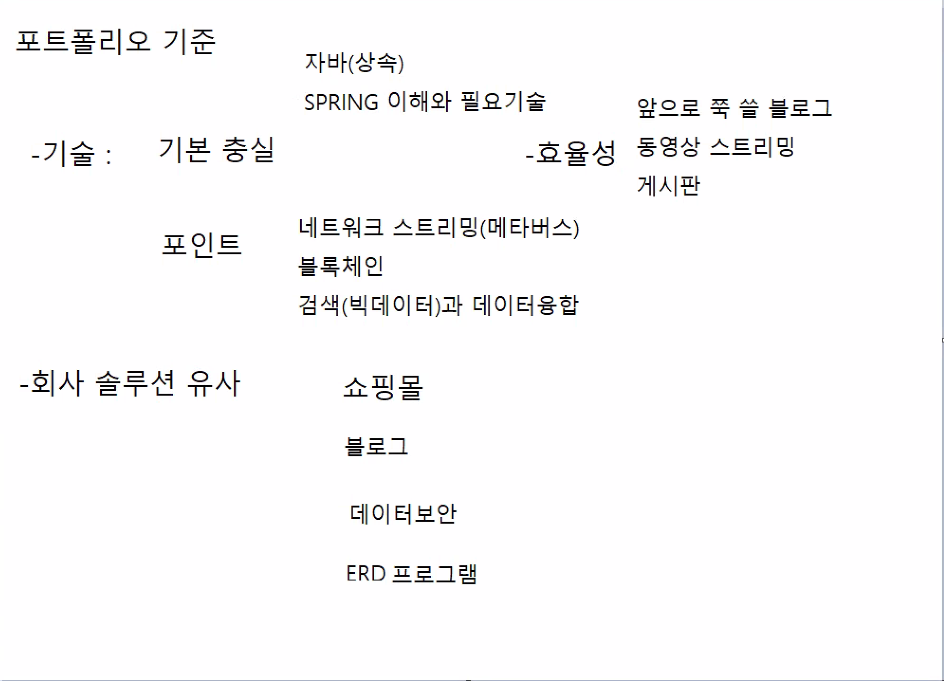 포트폴리오 기준
자바(상속)
SPRING 이해와 필요기술
-기술 : 기본 충실
-효율성
앞으로 쭉 쓸 블로그
동영상 스트리밍
게시판
포인트
네트워크 스트리밍(메타버스)
블록체인
검색(빅데이터)과 데이터융합
-회사 솔루션 유사
쇼핑몰
블로그
데이터보안
ERD 프로그램